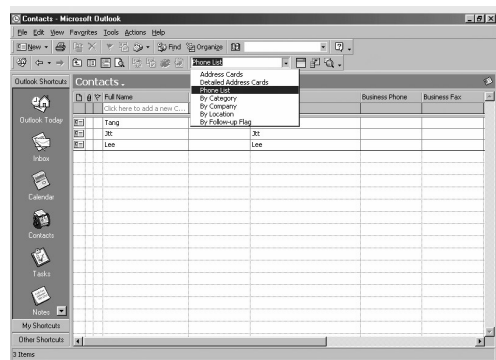 Contacts - Microsoft Outlook
File Edit View Favorites Tools Actions Help
New Find Organize
Phone List
Outlook Shortcuts
Contacts
Address Cards
Detailed Address Cards
Phone List
By Category
By Company
By Location
By Follow-up Flag
Full Name Business Phone Business Fax
Click here to add a new C...
Tang
Jtt Jtt
Lee Lee
Outlook Today
Inbox
Calendar
Contacts
Tasks
Notes
My Shortcuts
Other Shortcuts
3 Items